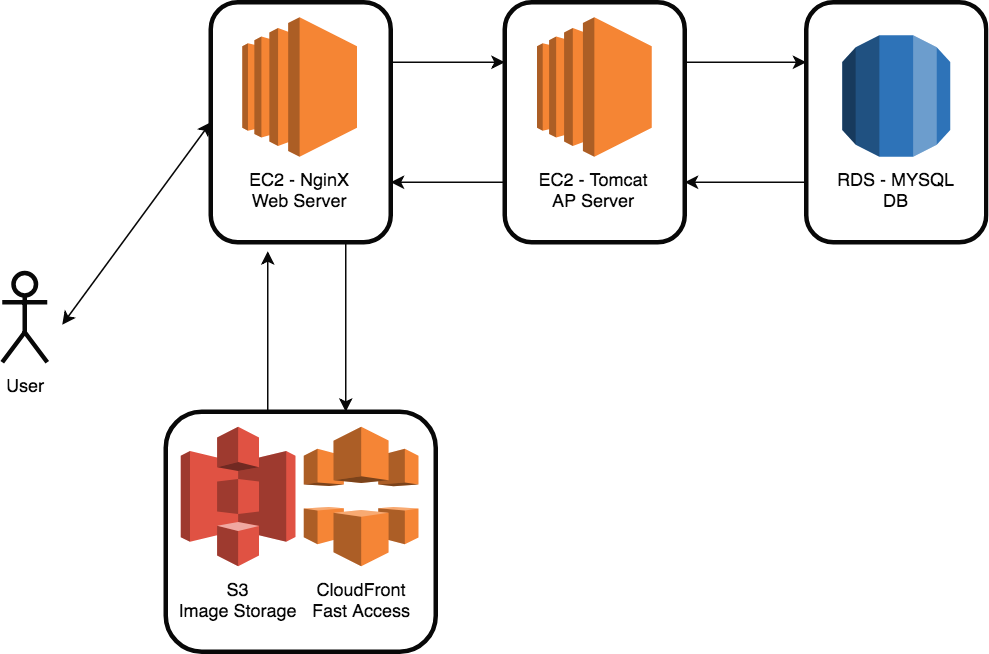 EC2 - NginX
Web Server
EC2 - Tomcat
AP Server
RDS - MYSQL
DB
User
S3
Image Storage
CloudFront
Fast Access